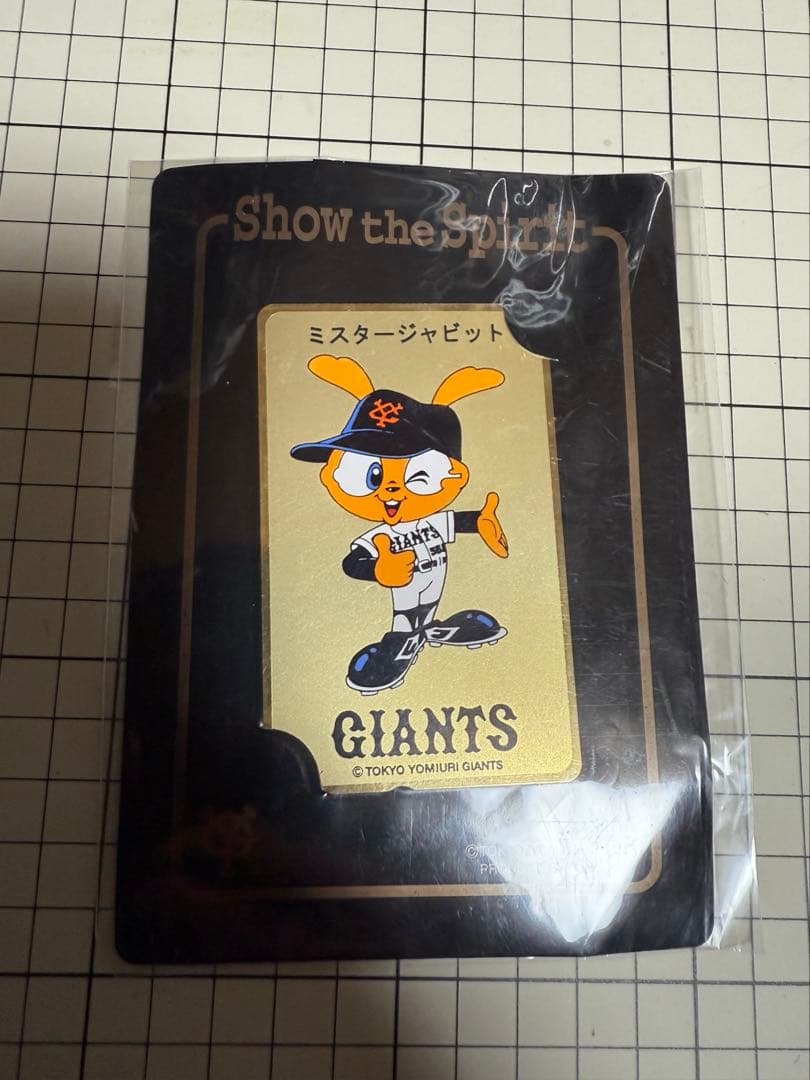 Show the Spirit
ミスタージャビット
GIANTS
GIANTS
© TOKYO YOMIURI GIANTS